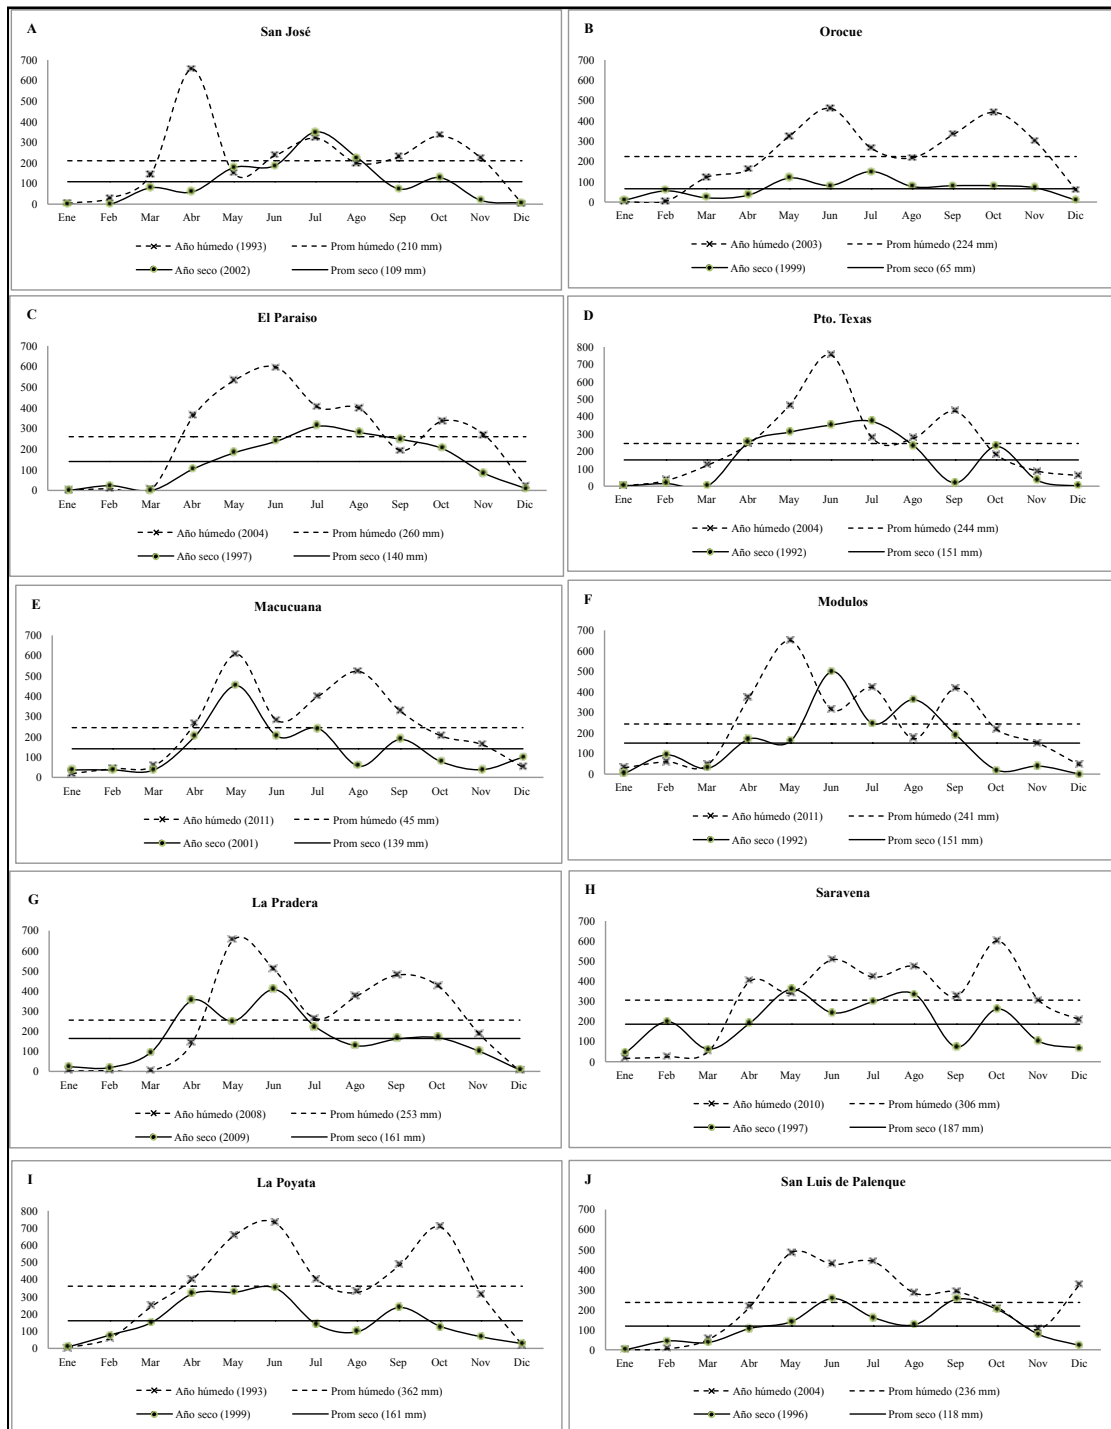 A
San José
700
600
500
400
300
200
100
0
Ene Feb Mar Abr May Jun Jul Ago Sep Oct Nov Dic
Año húmedo (1993) Prom húmedo (210 mm)
Año seco (2002) Prom seco (109 mm)
B
Orocue
700
600
500
400
300
200
100
0
Ene Feb Mar Abr May Jun Jul Ago Sep Oct Nov Dic
Año húmedo (2003) Prom húmedo (224 mm)
Año seco (1999) Prom seco (65 mm)
C
El Paraiso
700
600
500
400
300
200
100
0
Ene Feb Mar Abr May Jun Jul Ago Sep Oct Nov Dic
Año húmedo (2004) Prom húmedo (260 mm)
Año seco (1997) Prom seco (140 mm)
D
Pto. Texas
800
700
600
500
400
300
200
100
0
Ene Feb Mar Abr May Jun Jul Ago Sep Oct Nov Dic
Año húmedo (2004) Prom húmedo (244 mm)
Año seco (1992) Prom seco (151 mm)
E
Macucuana
700
600
500
400
300
200
100
0
Ene Feb Mar Abr May Jun Jul Ago Sep Oct Nov Dic
Año húmedo (2011) Prom húmedo (45 mm)
Año seco (2001) Prom seco (139 mm)
F
Modulos
700
600
500
400
300
200
100
0
Ene Feb Mar Abr May Jun Jul Ago Sep Oct Nov Dic
Año húmedo (2011) Prom húmedo (241 mm)
Año seco (1992) Prom seco (151 mm)
G
La Pradera
700
600
500
400
300
200
100
0
Ene Feb Mar Abr May Jun Jul Ago Sep Oct Nov Dic
Año húmedo (2008) Prom húmedo (253 mm)
Año seco (2009) Prom seco (161 mm)
H
Saravena
700
600
500
400
300
200
100
0
Ene Feb Mar Abr May Jun Jul Ago Sep Oct Nov Dic
Año húmedo (2010) Prom húmedo (306 mm)
Año seco (1997) Prom seco (187 mm)
I
La Poyata
800
700
600
500
400
300
200
100
0
Ene Feb Mar Abr May Jun Jul Ago Sep Oct Nov Dic
Año húmedo (1993) Prom húmedo (362 mm)
Año seco (1999) Prom seco (161 mm)
J
San Luis de Palenque
700
600
500
400
300
200
100
0
Ene Feb Mar Abr May Jun Jul Ago Sep Oct Nov Dic
Año húmedo (2004) Prom húmedo (236 mm)
Año seco (1996) Prom seco (118 mm)